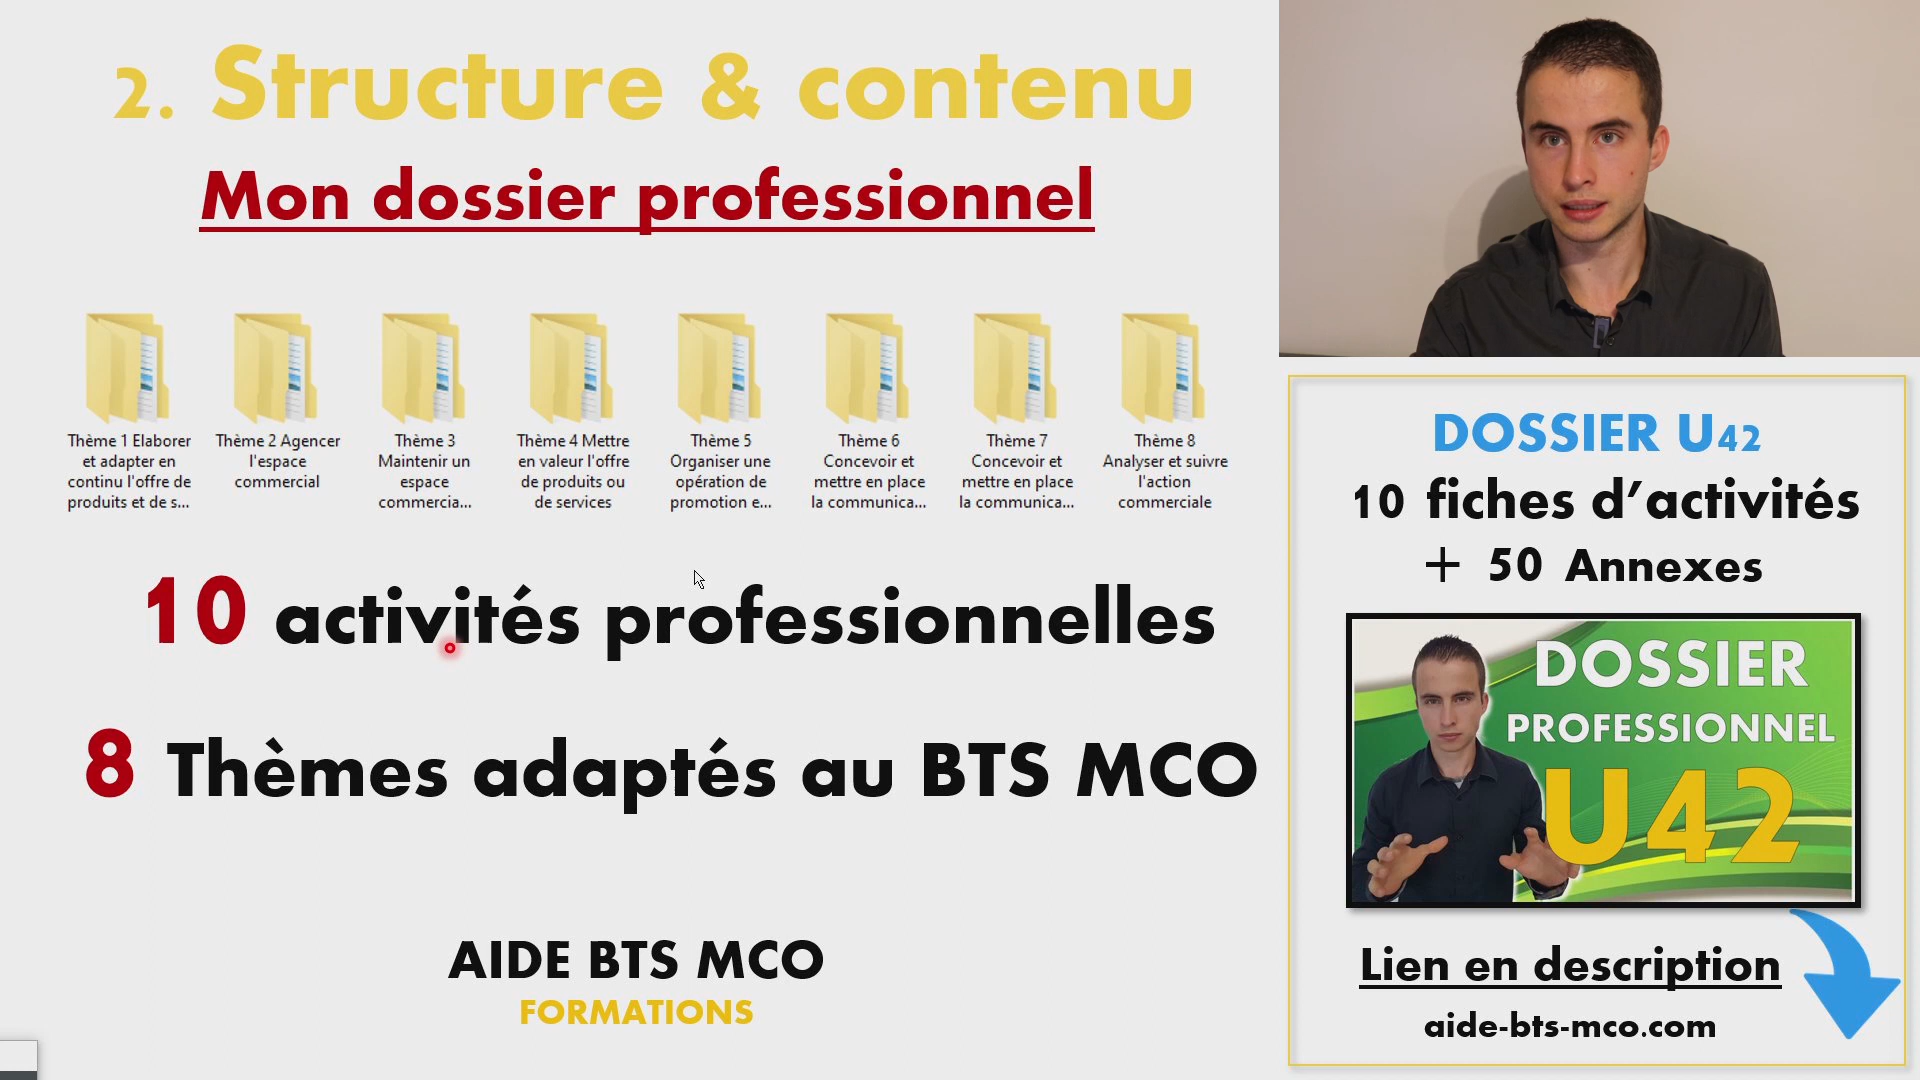 2. Structure & contenu
Mon dossier professionnel
Thème 1 Elaborer
et adapter en
continu l'offre de
produits et de s...
Thème 2 Agencer
l'espace
commercial
Thème 3
Maintenir un
espace
commercia...
Thème 4 Mettre
en valeur l'offre
de produits ou
de services
Thème 5
Organiser une
opération de
promotion e...
Thème 6
Concevoir et
mettre en place
la communica...
Thème 7
Concevoir et
mettre en place
la communica...
Thème 8
Analyser et suivre
l'action
commerciale
10 activités professionnelles
8 Thèmes adaptés au BTS MCO
AIDE BTS MCO
FORMATIONS
DOSSIER U42
10 fiches d’activités
+ 50 Annexes
DOSSIER
PROFESSIONNEL
U42
Lien en description
aide-bts-mco.com